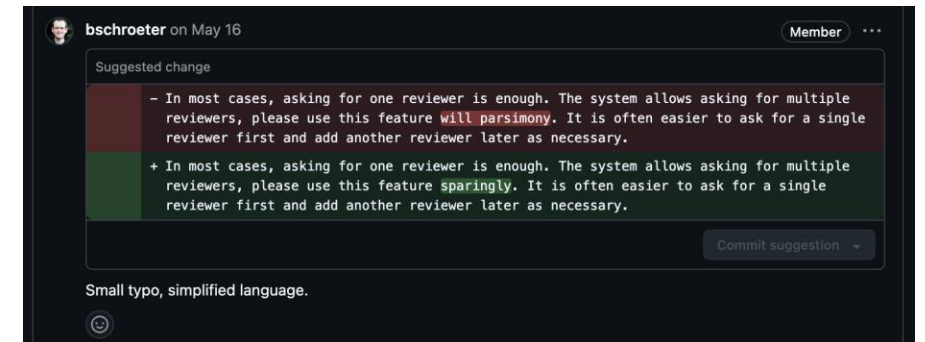 bschroeter on May 16
Member
Suggested change
- In most cases, asking for one reviewer is enough. The system allows asking for multiple
reviewers, please use this feature will parsimony. It is often easier to ask for a single
reviewer first and add another reviewer later as necessary.
+ In most cases, asking for one reviewer is enough. The system allows asking for multiple
reviewers, please use this feature sparingly. It is often easier to ask for a single
reviewer first and add another reviewer later as necessary.
Commit suggestion
Small typo, simplified language.